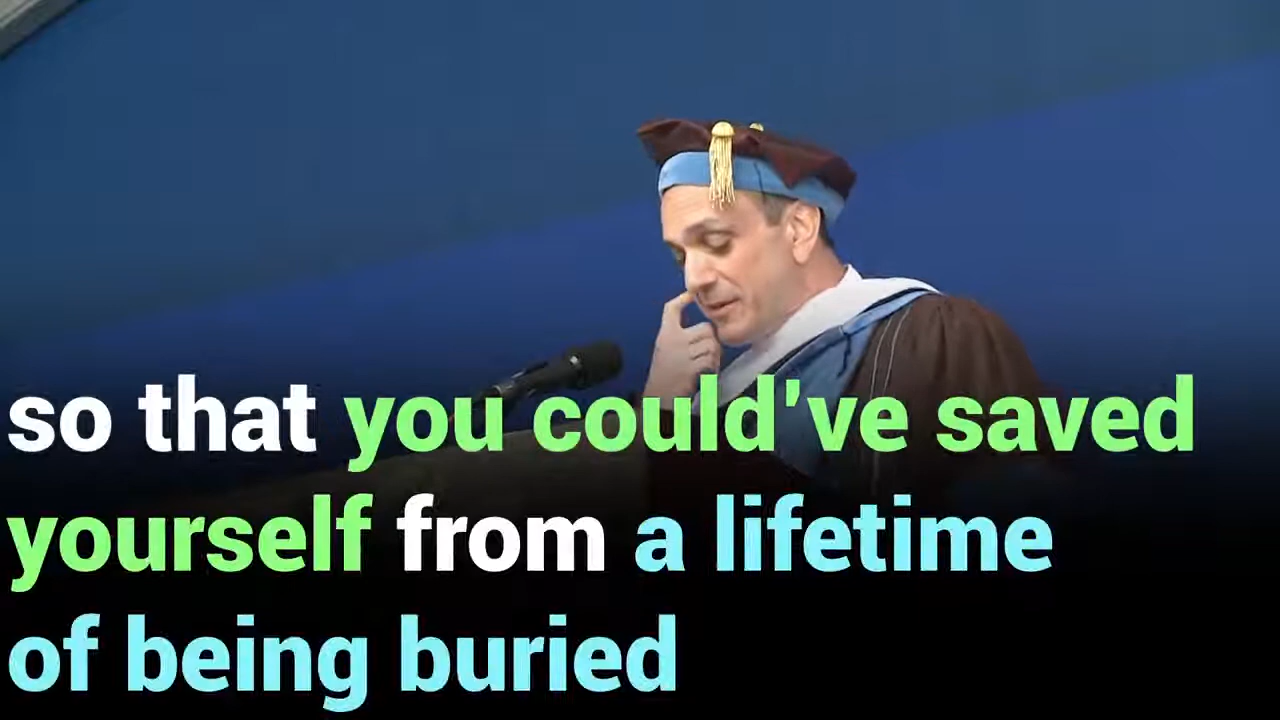 so that you could've saved
yourself from a lifetime
of being buried